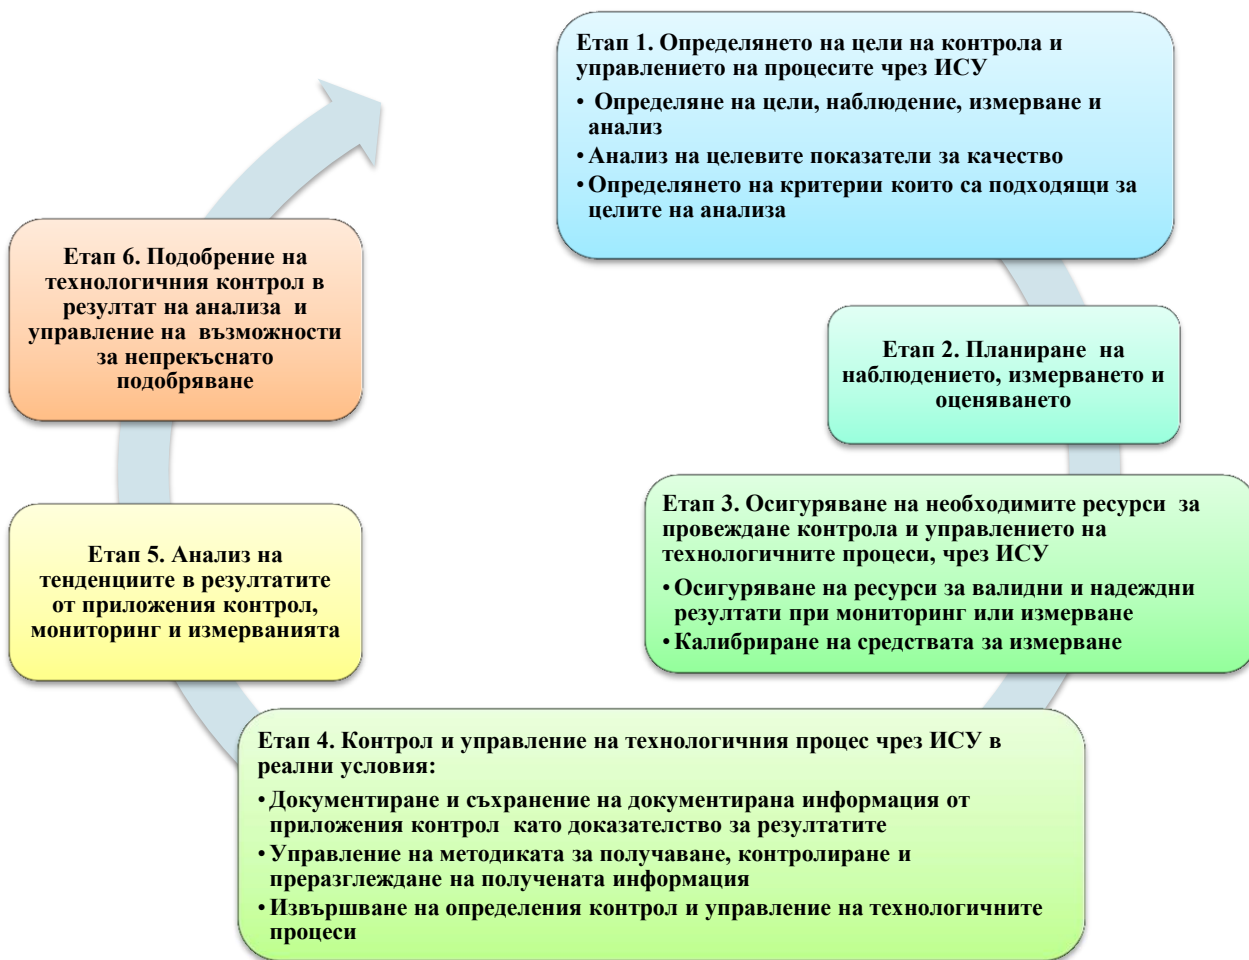 Етап 1. Определянето на цели на контрола и
управлението на процесите чрез ИСУ
• Определяне на цели, наблюдение, измерване и
анализ
• Анализ на целевите показатели за качество
• Определянето на критерии които са подходящи за
целите на анализа
Етап 2. Планиране на
наблюдението, измерването и
оценяването
Етап 3. Осигуряване на необходимите ресурси за
провеждане контрола и управлението на
технологичните процеси, чрез ИСУ
• Осигуряване на ресурси за валидни и надеждни
резултати при мониторинг или измерване
• Калибриране на средствата за измерване
Етап 4. Контрол и управление на технологичния процес чрез ИСУ в
реални условия:
• Документиране и съхранение на документирана информация от
приложения контрол като доказателство за резултатите
• Управление на методиката за получаване, контролиране и
преразглеждане на получената информация
• Извършване на определения контрол и управление на технологичните
процеси
Етап 5. Анализ на
тенденциите в резултатите
от приложения контрол,
мониторинг и измерванията
Етап 6. Подобрение на
технологичния контрол в
резултат на анализа и
управление на възможности
за непрекъснато
подобряване